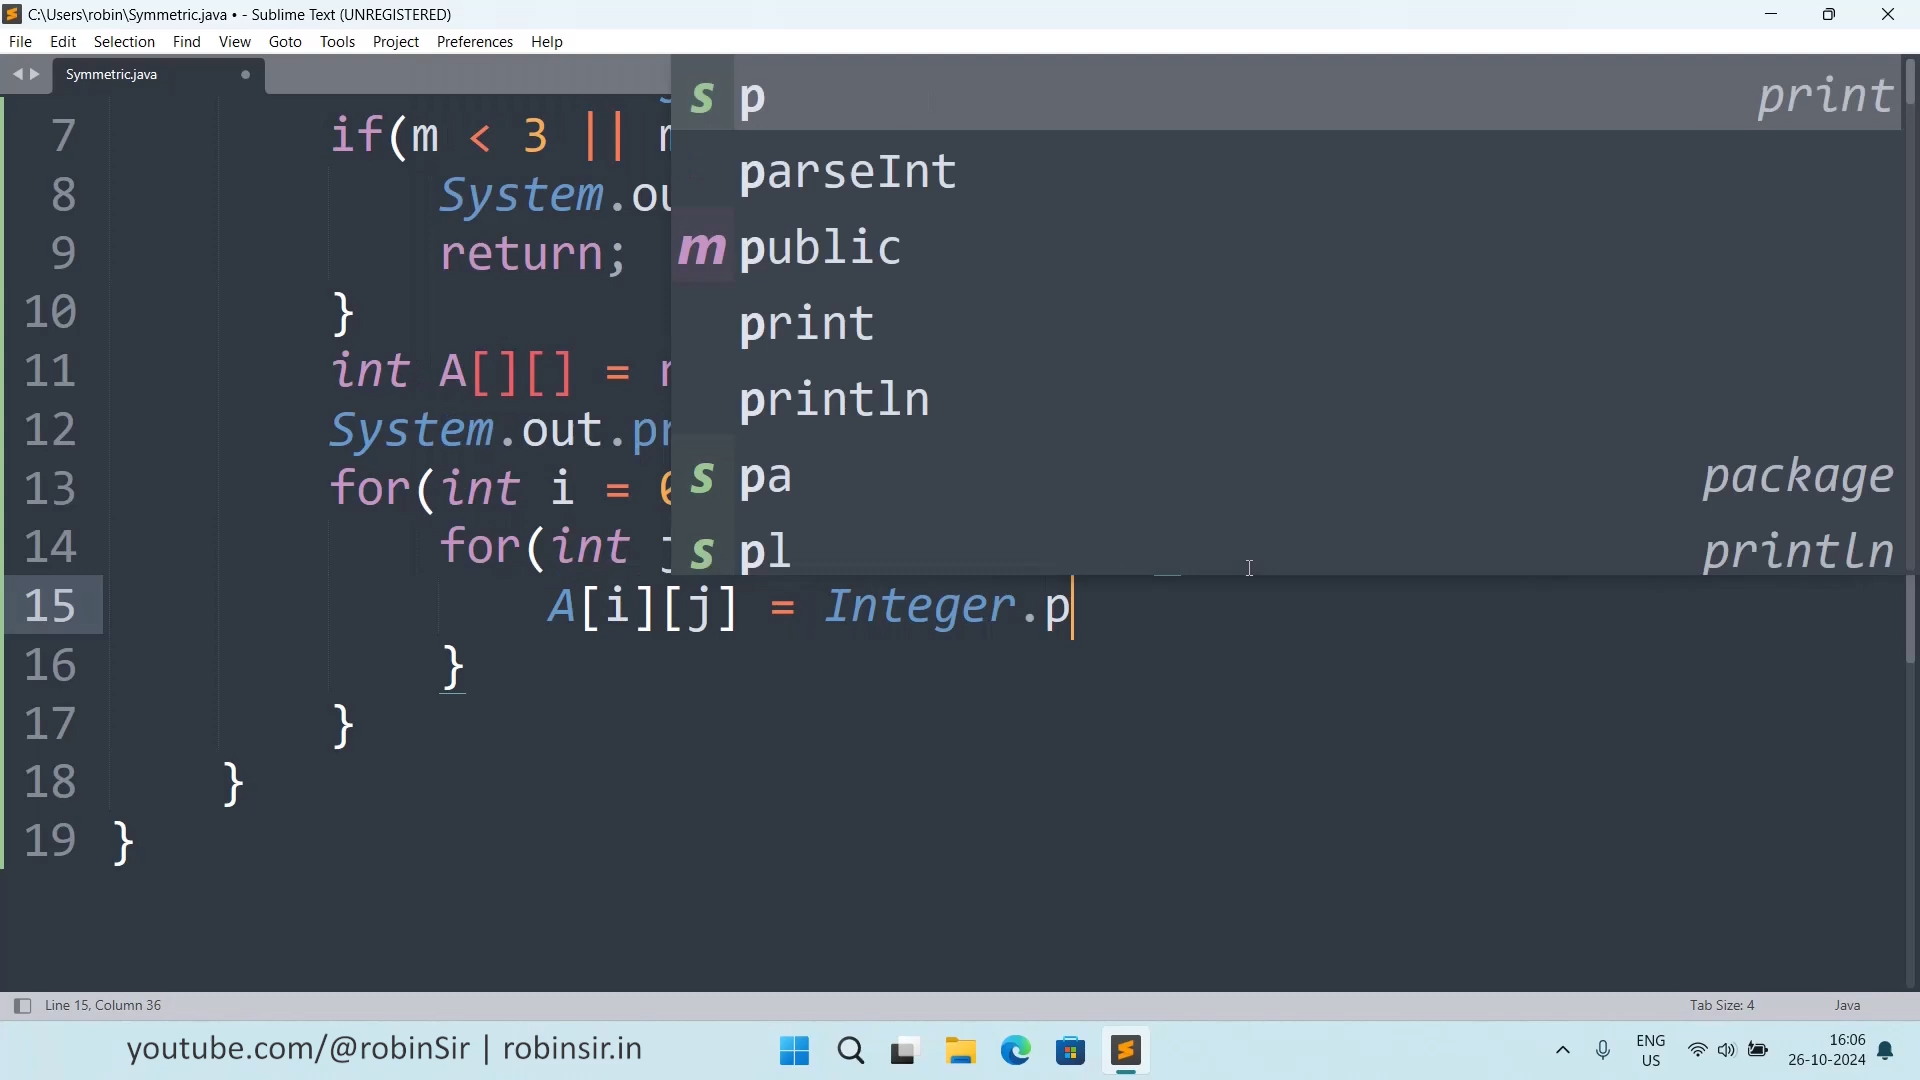 C:\Users\robin\Symmetric.java • - Sublime Text (UNREGISTERED)
File Edit Selection Find View Goto Tools Project Preferences Help
Symmetric.java
p print
parseInt
m public
print
println
s pa package
s pl println
7 if(m < 3 ||
8 System.ou
9 return;
10 }
11 int A[][] =
12 System.out.pr
13 for(int i = 0
14 for(int j
15 A[i][j] = Integer.p
16 }
17 }
18 }
19 }
Line 15, Column 36 Tab Size: 4 Java
youtube.com/@robinSir | robinsir.in
ENG
US
16:06
26-10-2024